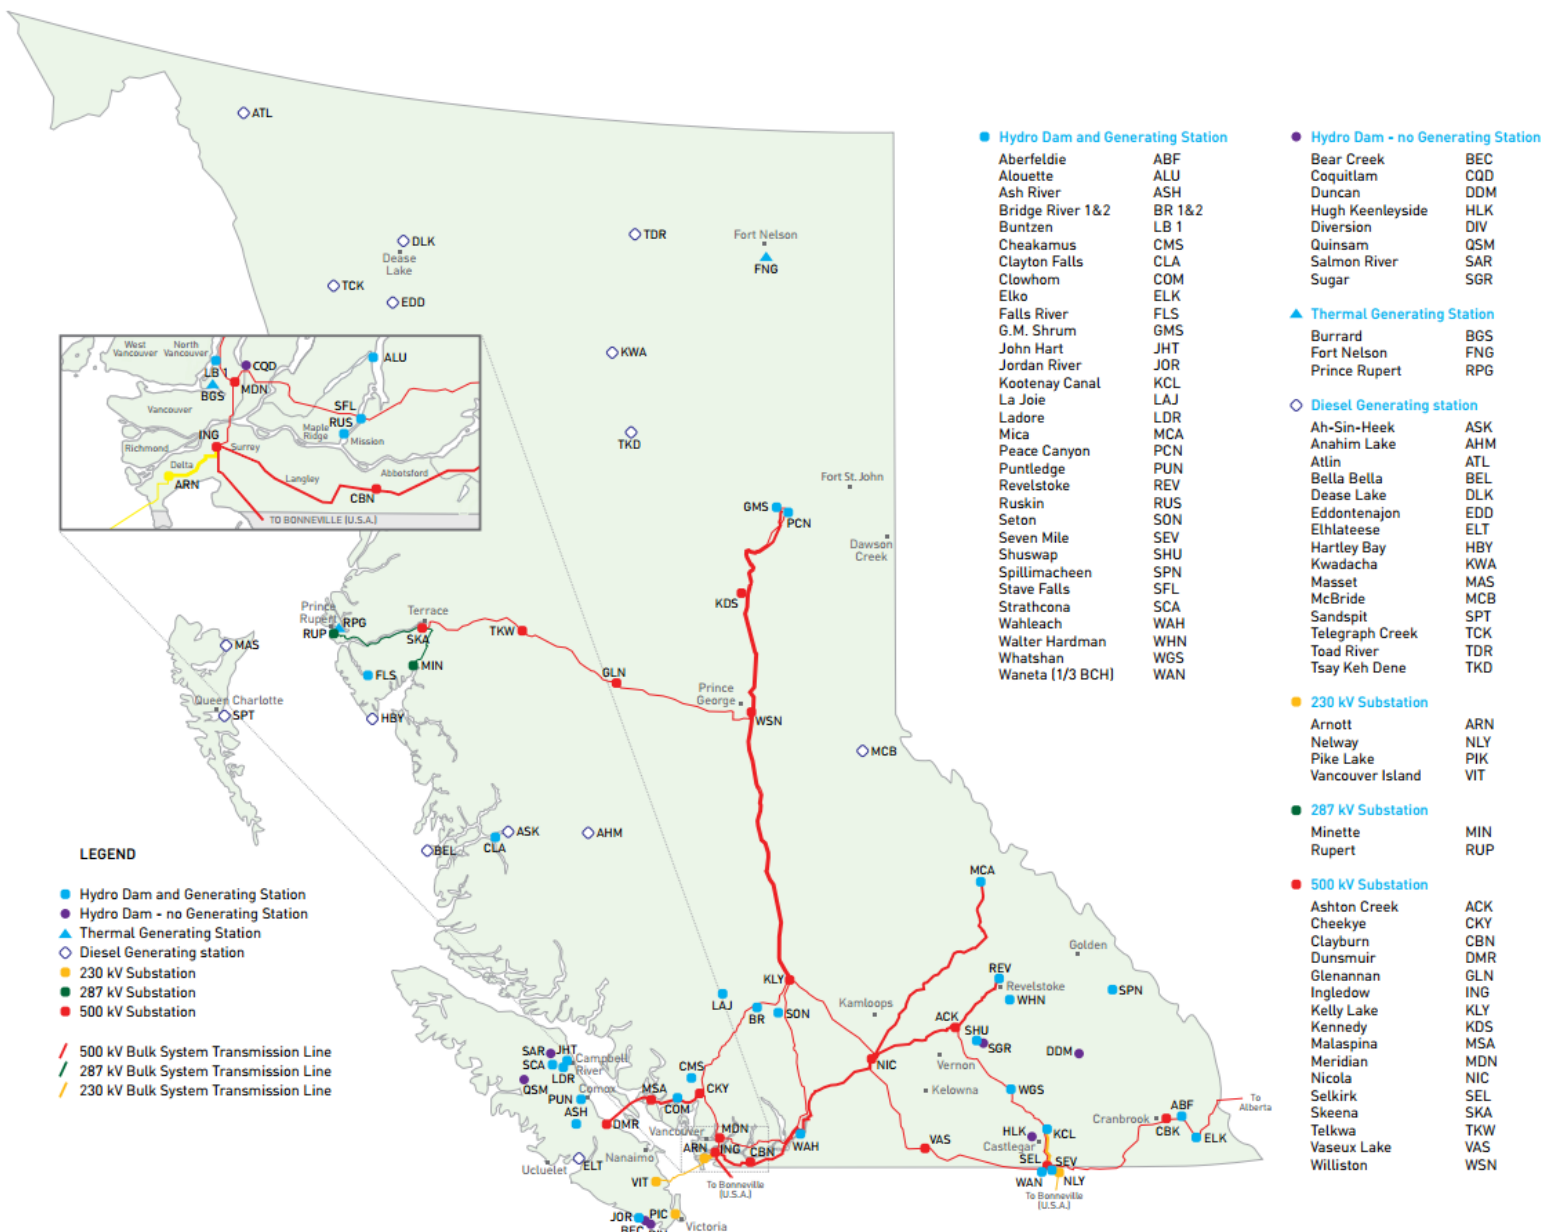 ATL
DLK
Dease
Lake
TCK
EDD
TDR
Fort Nelson
FNG
KWA
TKD
Fort St. John
GMS
PCN
Dawson
Creek
KDS
West
Vancouver
North
Vancouver
LB 1
CQD
ALU
BGS
MDN
Vancouver
SFL
RUS
Maple
Ridge
Mission
ING
Surrey
Richmond
Delta
ARN
Langley
Abbotsford
CBN
TO BONNEVILLE (U.S.A.)
Prince
Rupert
RPG
RUP
Terrace
SKA
TKW
MIN
FLS
GLN
Prince
George
WSN
MAS
Queen Charlotte
SPT
HBY
MCB
ASK
CLA
AHM
BEL
MCA
Golden
KLY
LAJ
BR
SON
Kamloops
REV
Revelstoke
WHN
SPN
ACK
SHU
SGR
DDM
NIC
Vernon
Kelowna
WGS
SAR
JHT
SCA
LDR
Campbell
River
QSM
PUN
Comox
ASH
DMR
MSA
COM
CMS
CKY
Vancouver
MDN
ARN
ING
CBN
WAH
VAS
HLK
Castlegar
KCL
SEL
SEV
WAN
NLY
To Bonneville
(U.S.A.)
Cranbrook
ABF
CBK
ELK
To
Alberta
Nanaimo
Ucluelet
ELT
VIT
To Bonneville
(U.S.A.)
JOR
PIC
BEC
Victoria
LEGEND
Hydro Dam and Generating Station
Hydro Dam - no Generating Station
Thermal Generating Station
Diesel Generating station
230 kV Substation
287 kV Substation
500 kV Substation
500 kV Bulk System Transmission Line
287 kV Bulk System Transmission Line
230 kV Bulk System Transmission Line
Hydro Dam and Generating Station
Aberfeldie ABF
Alouette ALU
Ash River ASH
Bridge River 1&2 BR 1&2
Buntzen LB 1
Cheakamus CMS
Clayton Falls CLA
Clowhom COM
Elko ELK
Falls River FLS
G.M. Shrum GMS
John Hart JHT
Jordan River JOR
Kootenay Canal KCL
La Joie LAJ
Ladore LDR
Mica MCA
Peace Canyon PCN
Puntledge PUN
Revelstoke REV
Ruskin RUS
Seton SON
Seven Mile SEV
Shuswap SHU
Spillimacheen SPN
Stave Falls SFL
Strathcona SCA
Wahleach WAH
Walter Hardman WHN
Whatshan WGS
Waneta (1/3 BCH) WAN
Hydro Dam - no Generating Station
Bear Creek BEC
Coquitlam CQD
Duncan DDM
Hugh Keenleyside HLK
Diversion DIV
Quinsam QSM
Salmon River SAR
Sugar SGR
Thermal Generating Station
Burrard BGS
Fort Nelson FNG
Prince Rupert RPG
Diesel Generating station
Ah-Sin-Heek ASK
Anahim Lake AHM
Atlin ATL
Bella Bella BEL
Dease Lake DLK
Eddontenajon EDD
Elhlateese ELT
Hartley Bay HBY
Kwadacha KWA
Masset MAS
McBride MCB
Sandspit SPT
Telegraph Creek TCK
Toad River TDR
Tsay Keh Dene TKD
230 kV Substation
Arnott ARN
Nelway NLY
Pike Lake PIK
Vancouver Island VIT
287 kV Substation
Minette MIN
Rupert RUP
500 kV Substation
Ashton Creek ACK
Cheekye CKY
Clayburn CBN
Dunsmuir DMR
Glenannan GLN
Ingledow ING
Kelly Lake KLY
Kennedy KDS
Malaspina MSA
Meridian MDN
Nicola NIC
Selkirk SEL
Skeena SKA
Telkwa TKW
Vaseux Lake VAS
Williston WSN